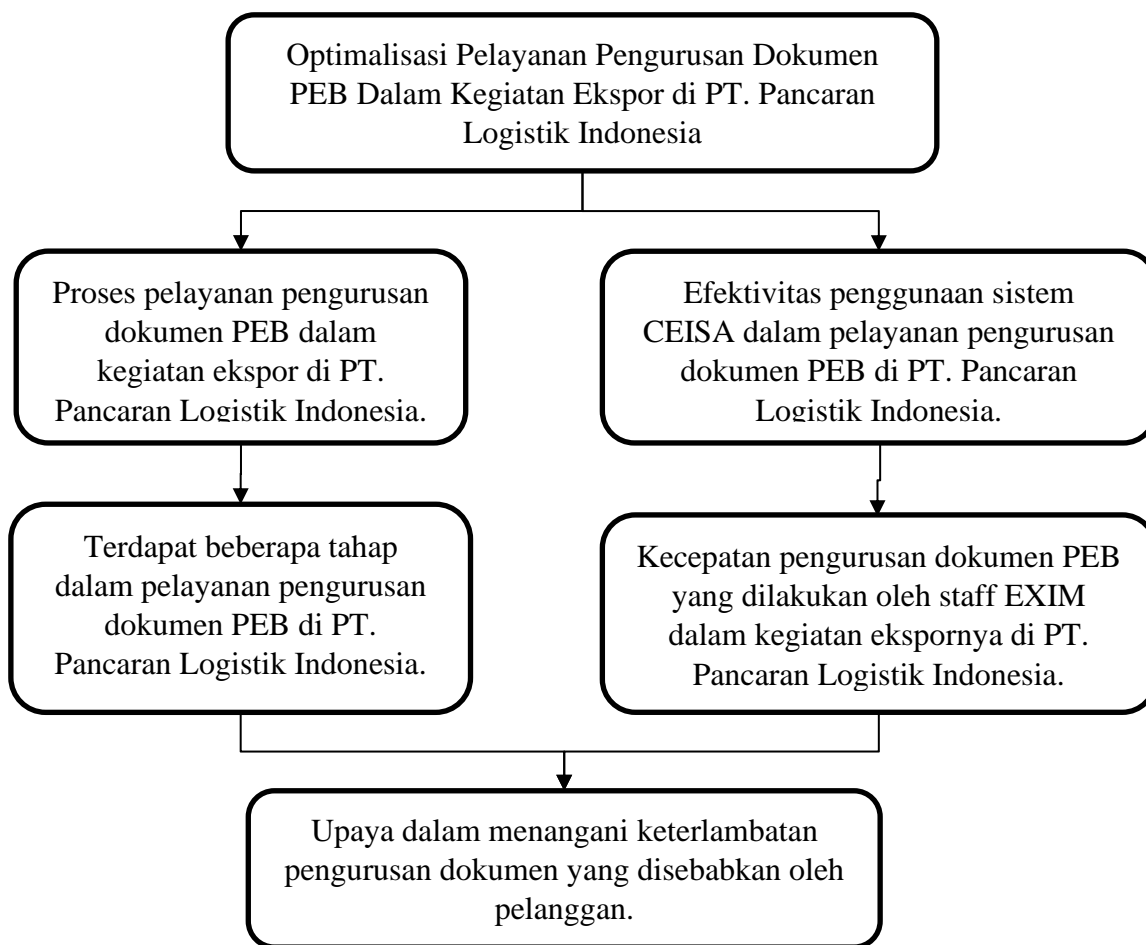 Optimalisasi Pelayanan Pengurusan Dokumen
PEB Dalam Kegiatan Ekspor di PT. Pancaran
Logistik Indonesia
Proses pelayanan pengurusan
dokumen PEB dalam
kegiatan ekspor di PT.
Pancaran Logistik Indonesia.
Efektivitas penggunaan sistem
CEISA dalam pelayanan pengurusan
dokumen PEB di PT. Pancaran
Logistik Indonesia.
Terdapat beberapa tahap
dalam pelayanan pengurusan
dokumen PEB di PT.
Pancaran Logistik Indonesia.
Kecepatan pengurusan dokumen PEB
yang dilakukan oleh staff EXIM
dalam kegiatan ekspornya di PT.
Pancaran Logistik Indonesia.
Upaya dalam menangani keterlambatan
pengurusan dokumen yang disebabkan oleh
pelanggan.